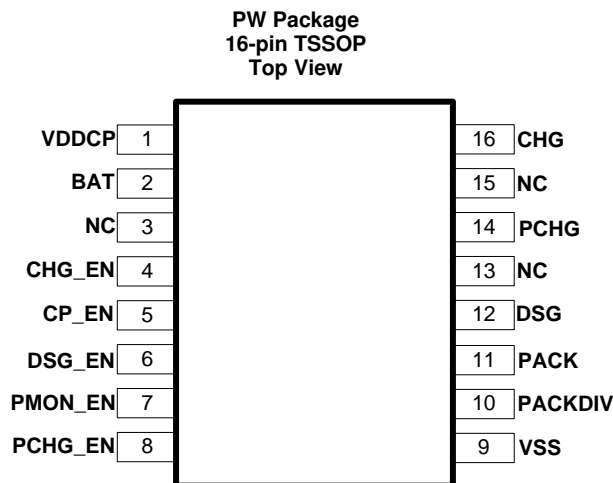 PW Package
16-pin TSSOP
Top View
VDDCP 1 16 CHG
BAT 2 15 NC
NC 3 14 PCHG
CHG_EN 4 13 NC
CP_EN 5 12 DSG
DSG_EN 6 11 PACK
PMON_EN 7 10 PACKDIV
PCHG_EN 8 9 VSS